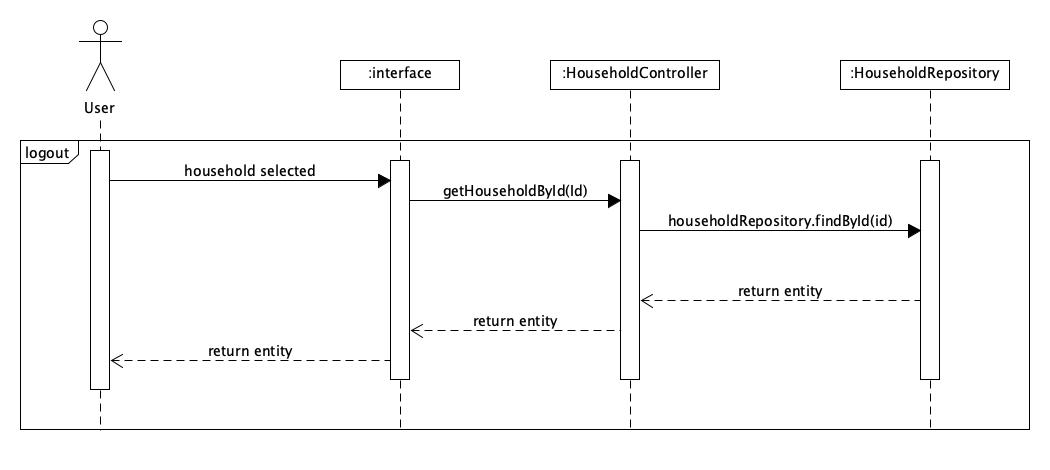 User
:interface
:HouseholdController
:HouseholdRepository
logout
household selected
getHouseholdById(Id)
householdRepository.findById(id)
return entity
return entity
return entity